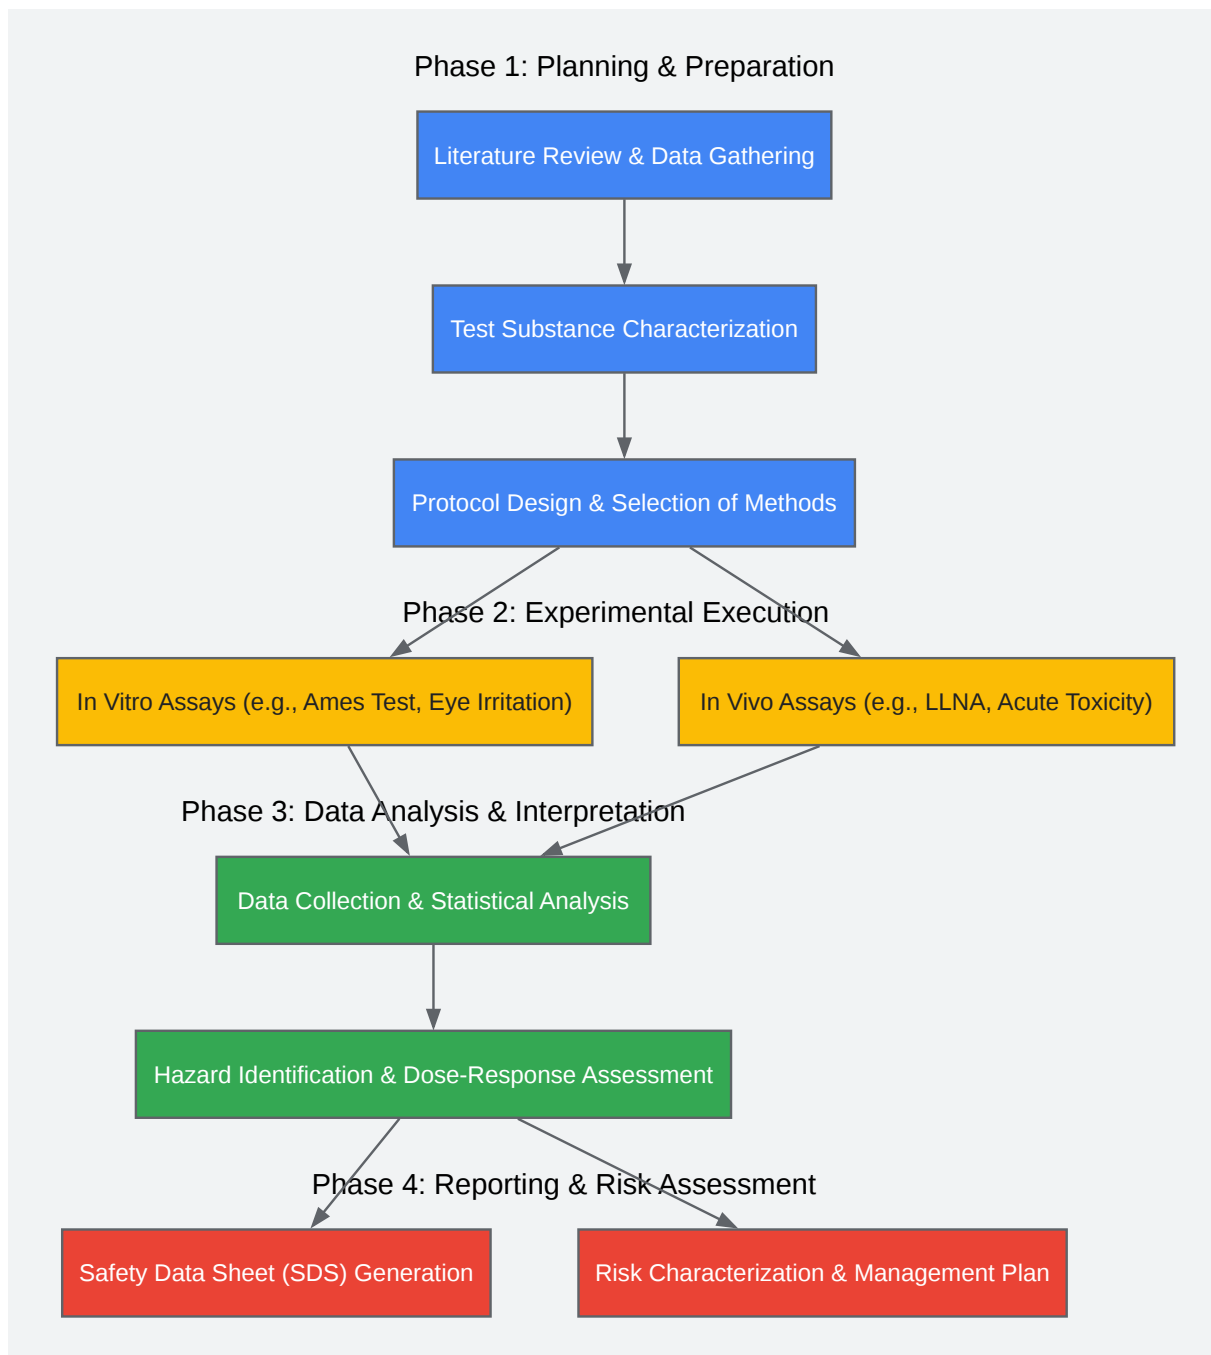 Phase 1: Planning & Preparation
Literature Review & Data Gathering
Test Substance Characterization
Protocol Design & Selection of Methods
Phase 2: Experimental Execution
In Vitro Assays (e.g., Ames Test, Eye Irritation)
In Vivo Assays (e.g., LLNA, Acute Toxicity)
Phase 3: Data Analysis & Interpretation
Data Collection & Statistical Analysis
Hazard Identification & Dose-Response Assessment
Phase 4: Reporting & Risk Assessment
Safety Data Sheet (SDS) Generation
Risk Characterization & Management Plan